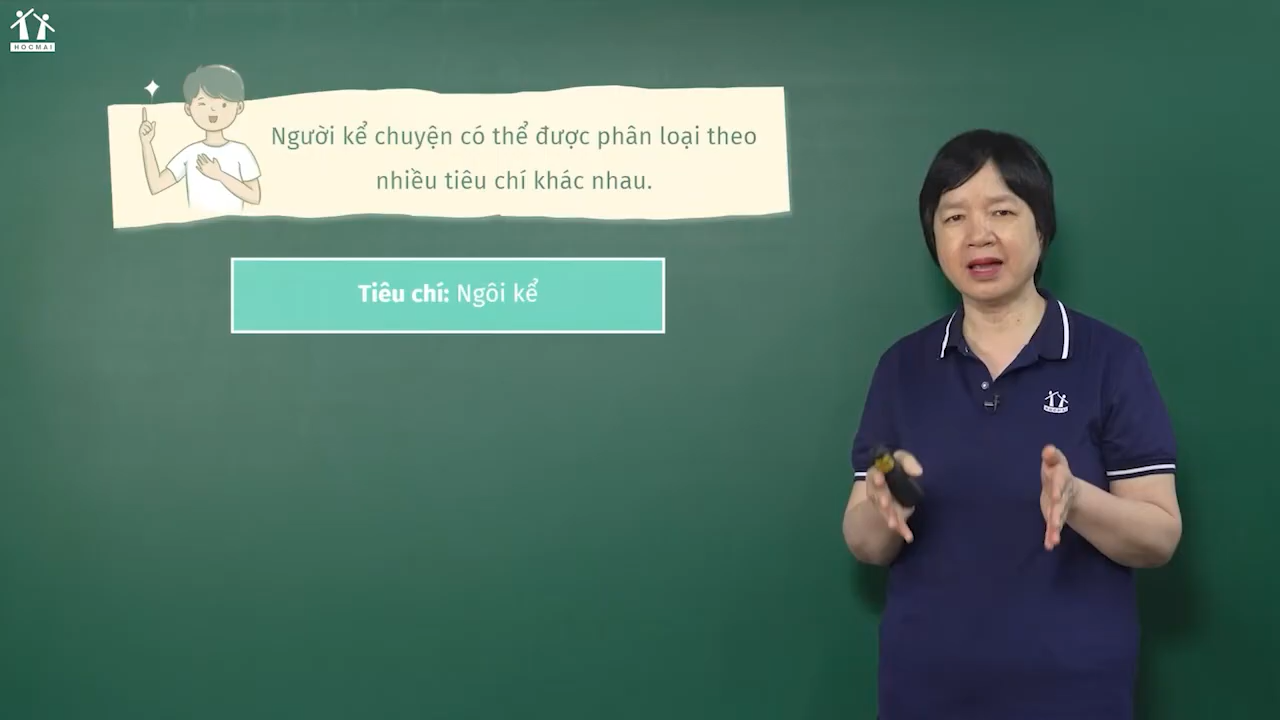 HOCMAI
Người kể chuyện có thể được phân loại theo
nhiều tiêu chí khác nhau.
Tiêu chí: Ngôi kể
HOCMAI